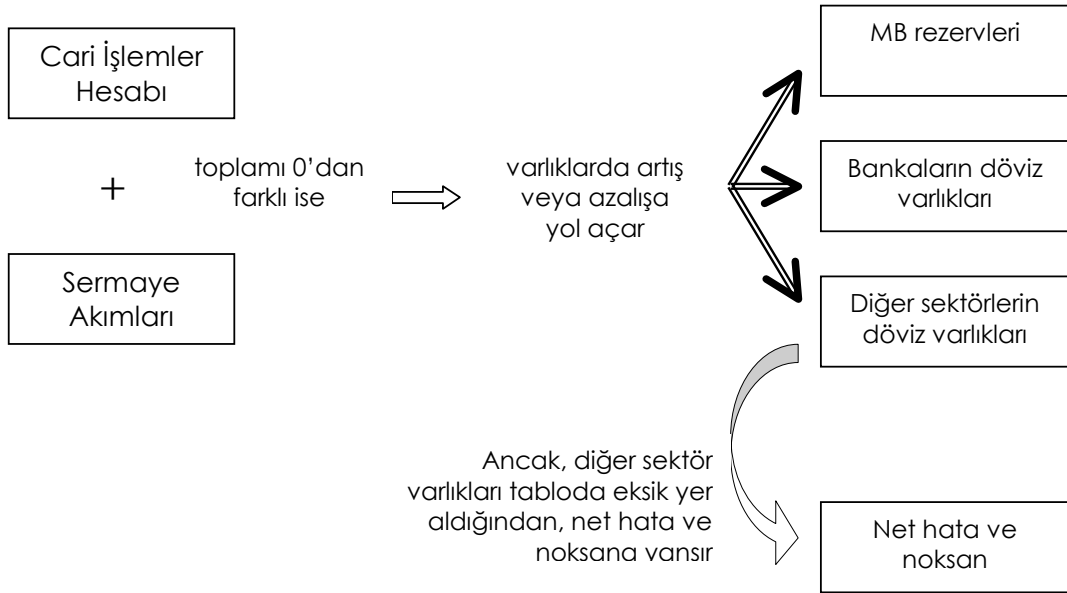 Cari İşlemler
Hesabı
+
Sermaye
Akımları
toplamı 0’dan
farklı ise
varlıklarda artış
veya azalışa
yol açar
MB rezervleri
Bankaların döviz
varlıkları
Diğer sektörlerin
döviz varlıkları
Ancak, diğer sektör
varlıkları tabloda eksik yer
aldığından, net hata ve
noksana vansır
Net hata ve
noksan